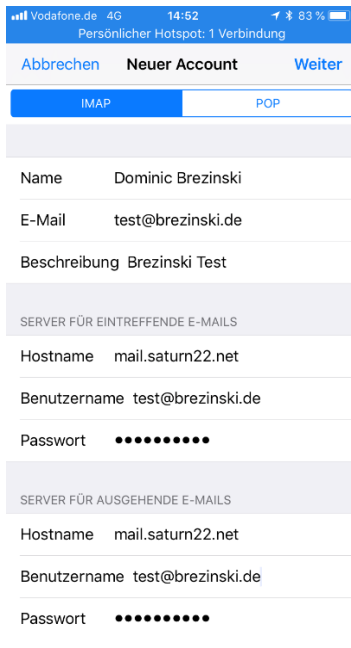 Vodafone.de 4G 14:52 83 %
Persönlicher Hotspot: 1 Verbindung
Abbrechen Neuer Account Weiter
IMAP POP
Name Dominic Brezinski
E-Mail test@brezinski.de
Beschreibung Brezinski Test
SERVER FÜR EINTREFFENDE E-MAILS
Hostname mail.saturn22.net
Benutzername test@brezinski.de
Passwort ●●●●●●●●●●
SERVER FÜR AUSGEHENDE E-MAILS
Hostname mail.saturn22.net
Benutzername test@brezinski.de
Passwort ●●●●●●●●●●